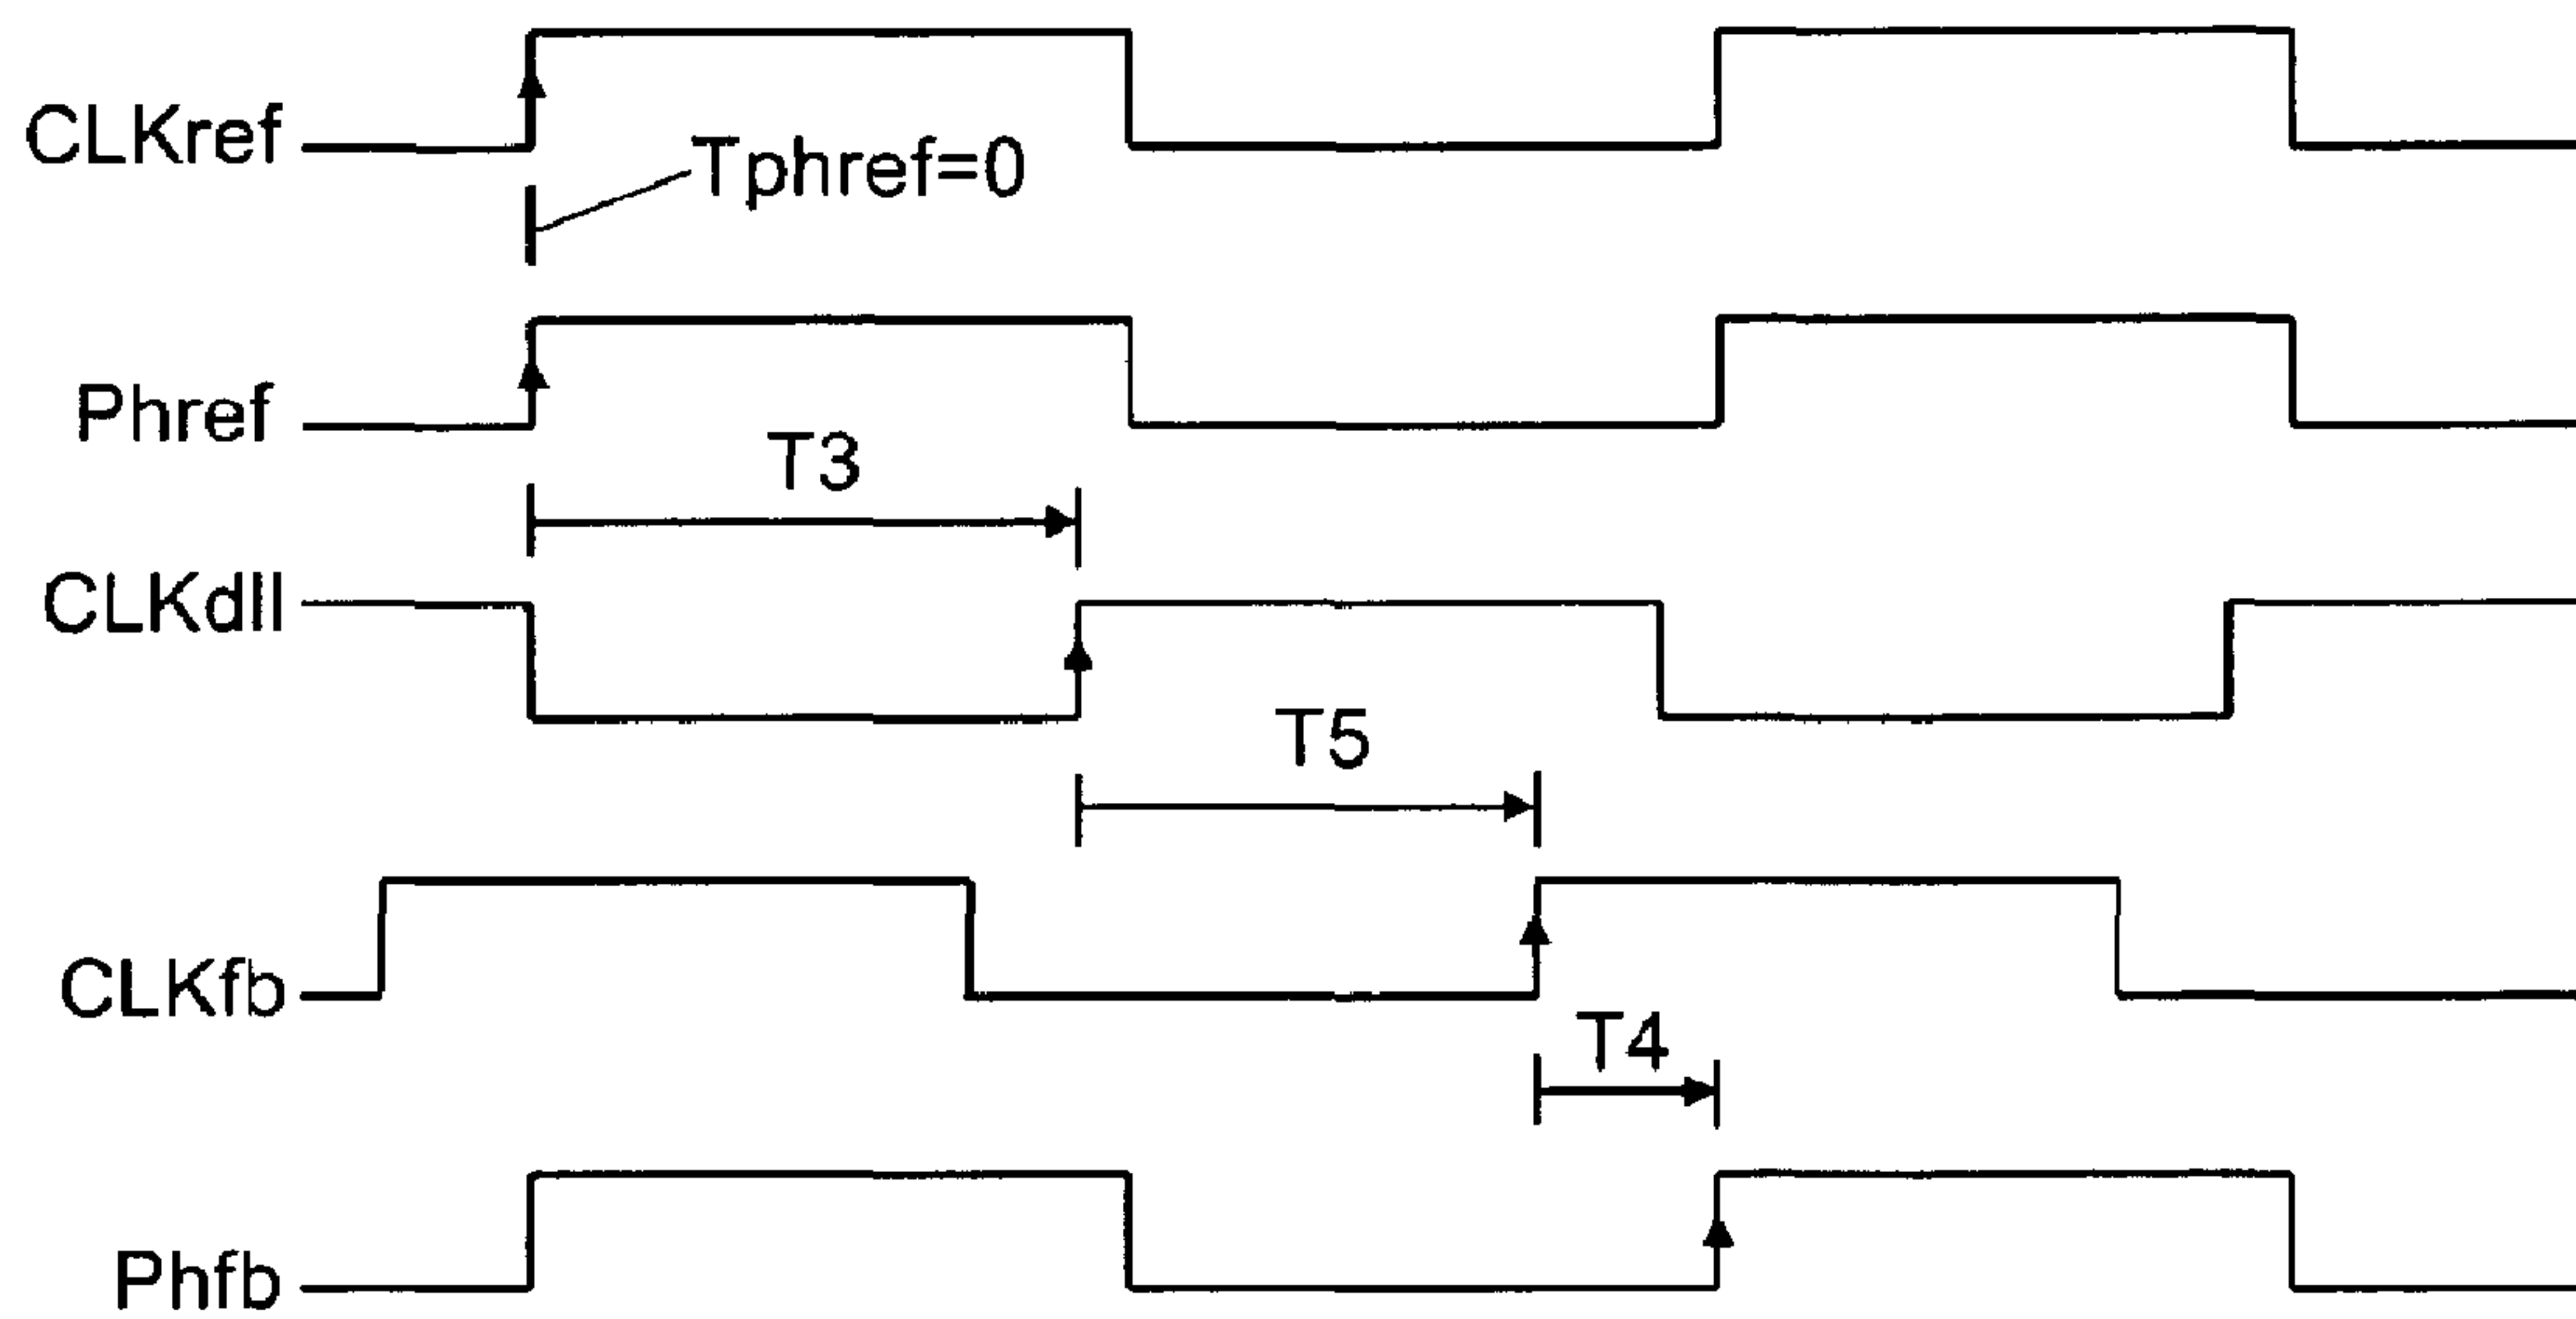 CLKref
Tphref=0
Phref
T3
CLKdll
T5
CLKfb
T4
Phfb